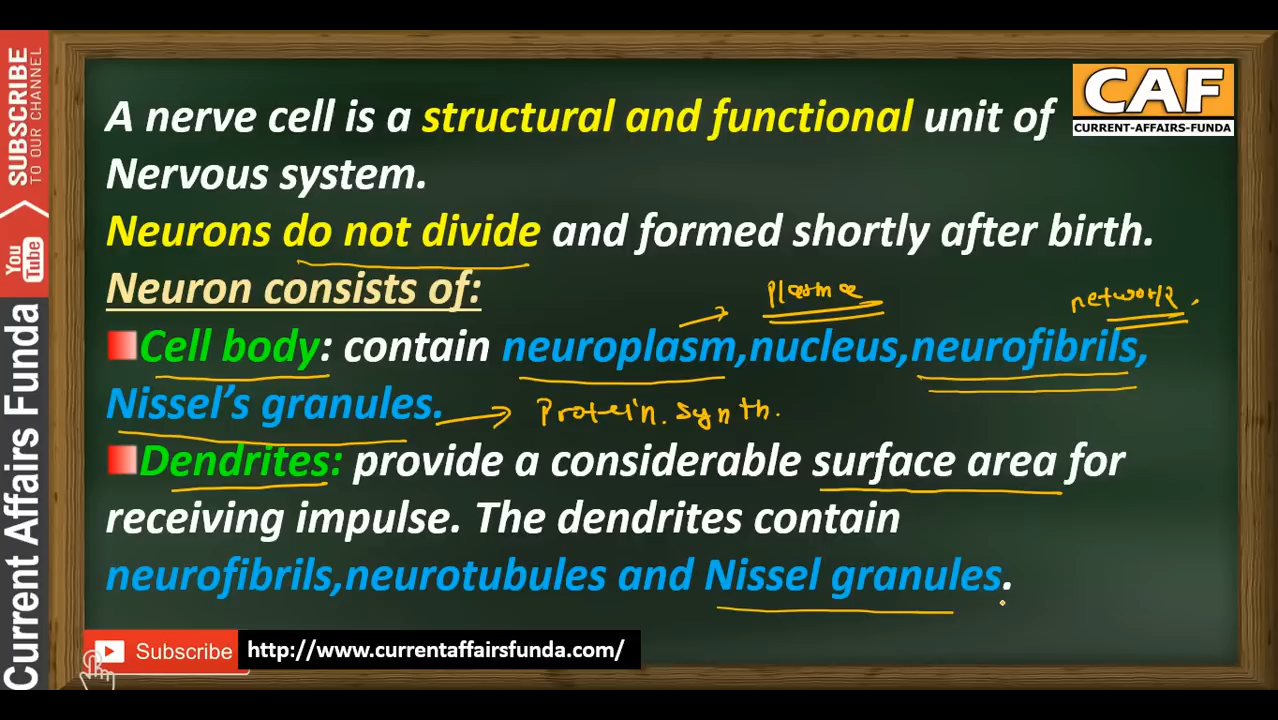 SUBSCRIBE
TO OUR CHANNEL
You
Tube
Current Affairs Funda
CAF
CURRENT-AFFAIRS-FUNDA
A nerve cell is a structural and functional unit of
Nervous system.
Neurons do not divide and formed shortly after birth.
Neuron consists of:
Plasma
network
Cell body: contain neuroplasm,nucleus,neurofibrils,
Nissel’s granules.
Protein. synth.
Dendrites: provide a considerable surface area for
receiving impulse. The dendrites contain
neurofibrils,neurotubules and Nissel granules.
Subscribe
http://www.currentaffairsfunda.com/